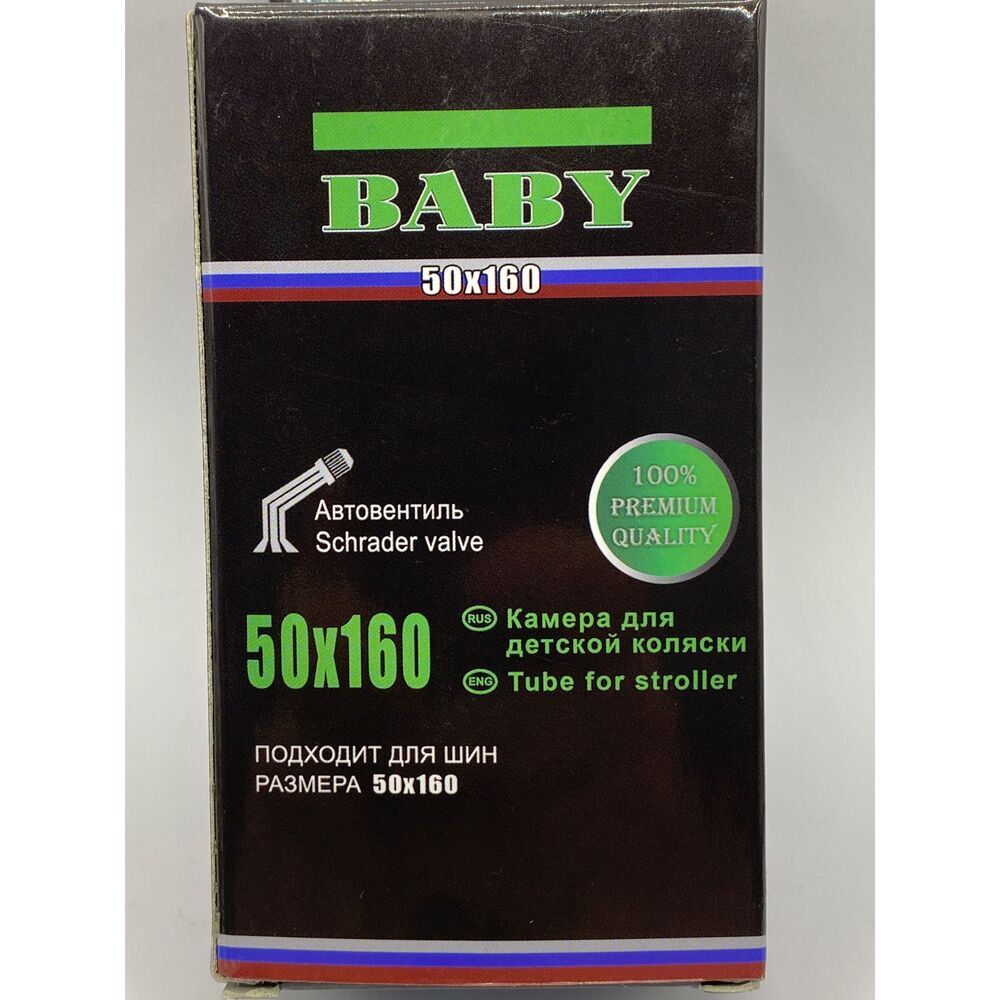 BABY
50x160
Автовентиль
Schrader valve
100%
PREMIUM
QUALITY
50x160
RUS Камера для
детской коляски
ENG Tube for stroller
ПОДХОДИТ ДЛЯ ШИН
РАЗМЕРА 50x160